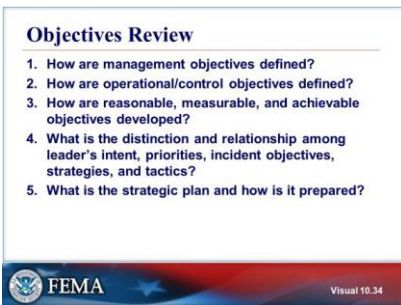 Objectives Review
1. How are management objectives defined?
2. How are operational/control objectives defined?
3. How are reasonable, measurable, and achievable
objectives developed?
4. What is the distinction and relationship among
leader's intent, priorities, incident objectives,
strategies, and tactics?
5. What is the strategic plan and how is it prepared?
FEMA
Visual 10.34